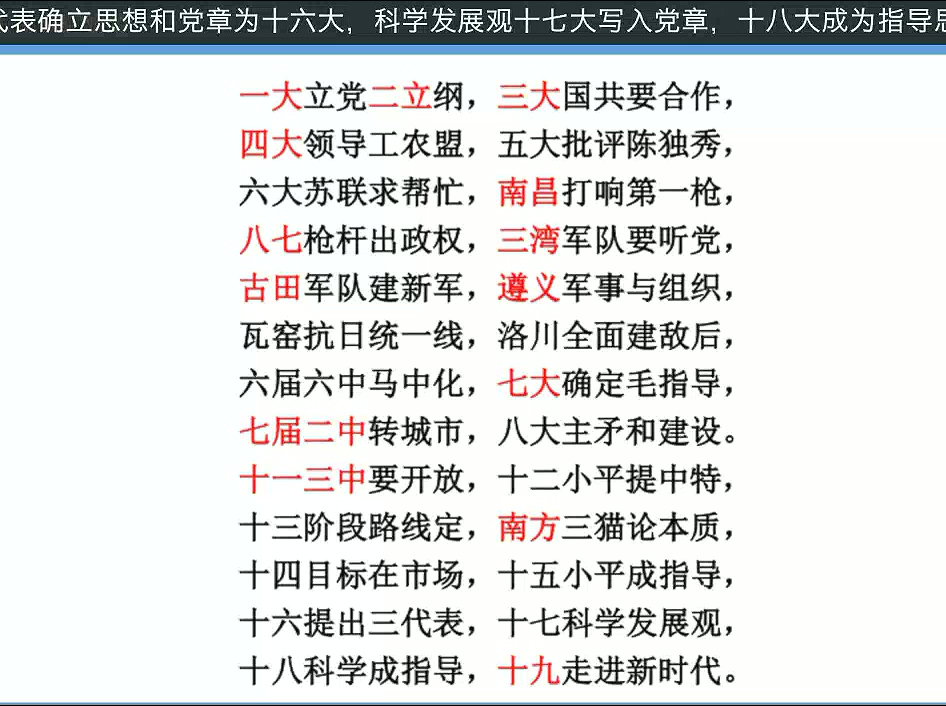 代表确立思想和党章为十六大，科学发展观十七大写入党章，十八大成为指导思
一大立党二立纲，三大国共要合作，
四大领导工农盟，五大批评陈独秀，
六大苏联求帮忙，南昌打响第一枪，
八七枪杆出政权，三湾军队要听党，
古田军队建新军，遵义军事与组织，
瓦窑抗日统一线，洛川全面建敌后，
六届六中马中化，七大确定毛指导，
七届二中转城市，八大主矛和建设。
十一三中要开放，十二小平提中特，
十三阶段路线定，南方三猫论本质，
十四目标在市场，十五小平成指导，
十六提出三代表，十七科学发展观，
十八科学成指导，十九走进新时代。